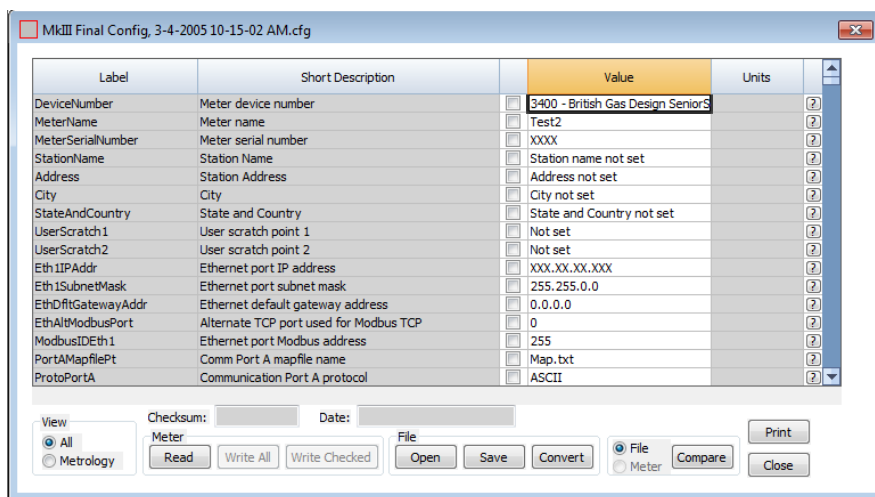 MkIII Final Config, 3-4-2005 10-15-02 AM.cfg
Label Short Description Value Units
DeviceNumber Meter device number 3400 - British Gas Design SeniorS ?
MeterName Meter name Test2 ?
MeterSerialNumber Meter serial number XXXX ?
StationName Station Name Station name not set ?
Address Station Address Address not set ?
City City City not set ?
StateAndCountry State and Country State and Country not set ?
UserScratch1 User scratch point 1 Not set ?
UserScratch2 User scratch point 2 Not set ?
Eth1IPAddr Ethernet port IP address XXX.XX.XX.XXX ?
Eth1SubnetMask Ethernet port subnet mask 255.255.0.0 ?
EthDfltGatewayAddr Ethernet default gateway address 0.0.0.0 ?
EthAltModbusPort Alternate TCP port used for Modbus TCP 0 ?
ModbusIDEth1 Ethernet port Modbus address 255 ?
PortAMapfilePt Comm Port A mapfile name Map.txt ?
ProtoPortA Communication Port A protocol ASCII ?
View Checksum: Date:
All Meter File File Print
Metrology Read Write All Write Checked Open Save Convert Meter Compare Close